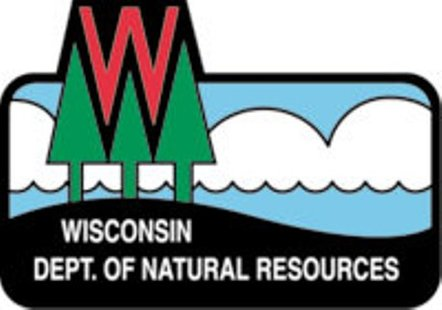 W
WISCONSIN
DEPT. OF NATURAL RESOURCES